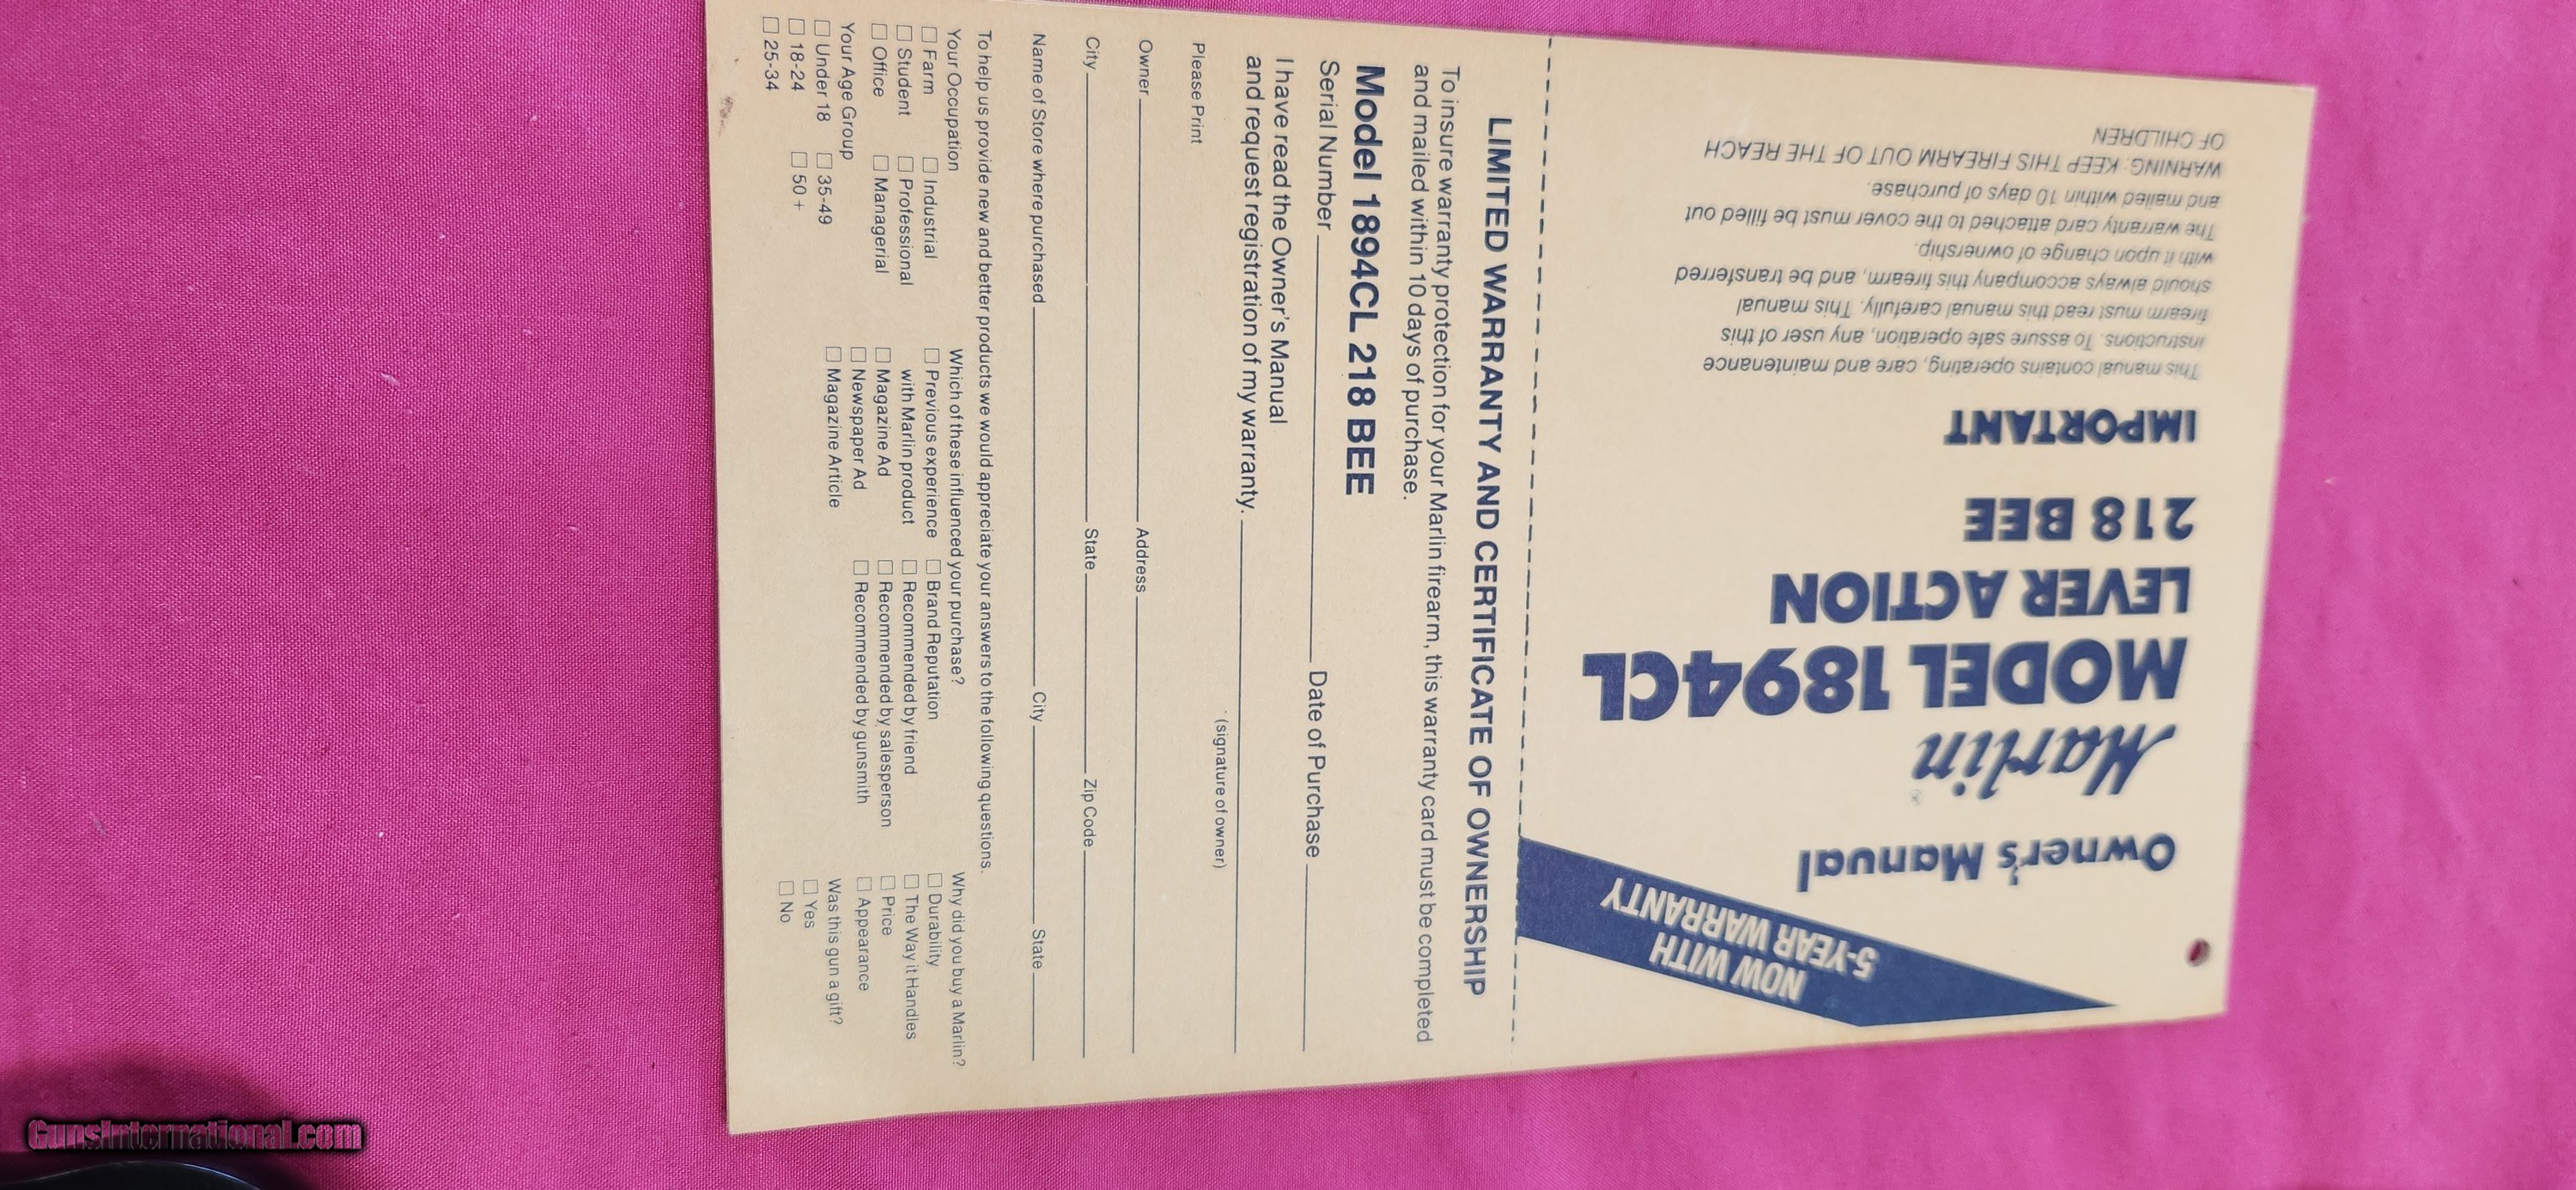 NOW WITH
5-YEAR WARRANTY
Owner's Manual
Marlin®
MODEL 1894CL
LEVER ACTION
218 BEE
IMPORTANT
This manual contains operating, care and maintenance
instructions. To assure safe operation, any user of this
firearm must read this manual carefully. This manual
should always accompany this firearm, and be transferred
with it upon change of ownership.
The warranty card attached to the cover must be filled out
and mailed within 10 days of purchase.
WARNING: KEEP THIS FIREARM OUT OF THE REACH
OF CHILDREN
LIMITED WARRANTY AND CERTIFICATE OF OWNERSHIP
To insure warranty protection for your Marlin firearm, this warranty card must be completed
and mailed within 10 days of purchase.
Model 1894CL 218 BEE
Serial Number Date of Purchase
I have read the Owner's Manual
and request registration of my warranty.
(signature of owner)
Please Print
Owner Address
City State Zip Code
Name of Store where purchased City State
To help us provide new and better products we would appreciate your answers to the following questions.
Your Occupation
□ Farm □ Industrial
□ Student □ Professional
□ Office □ Managerial
Your Age Group
□ Under 18 □ 35-49
□ 18-24 □ 50+
□ 25-34
Which of these influenced your purchase?
□ Previous experience □ Brand Reputation
with Marlin product □ Recommended by friend
□ Magazine Ad □ Recommended by salesperson
□ Newspaper Ad □ Recommended by gunsmith
□ Magazine Article
Why did you buy a Marlin?
□ Durability
□ The Way it Handles
□ Price
□ Appearance
Was this gun a gift?
□ Yes
□ No
GunsInternational.com